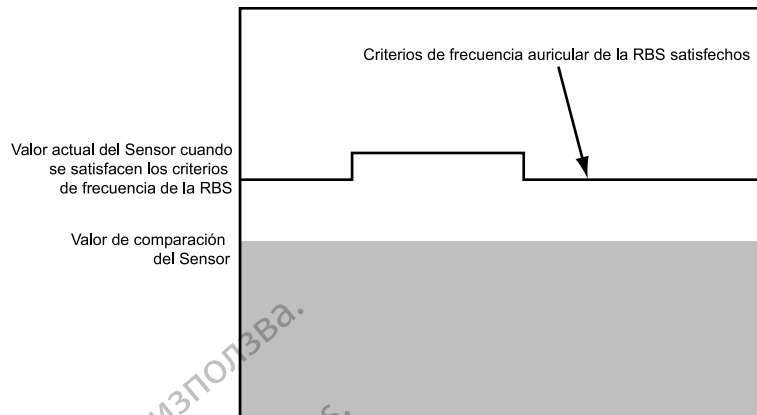 Criterios de frecuencia auricular de la RBS satisfechos
Valor actual del Sensor cuando
se satisfacen los criterios
de frecuencia de la RBS
Valor de comparación
del Sensor
използва.